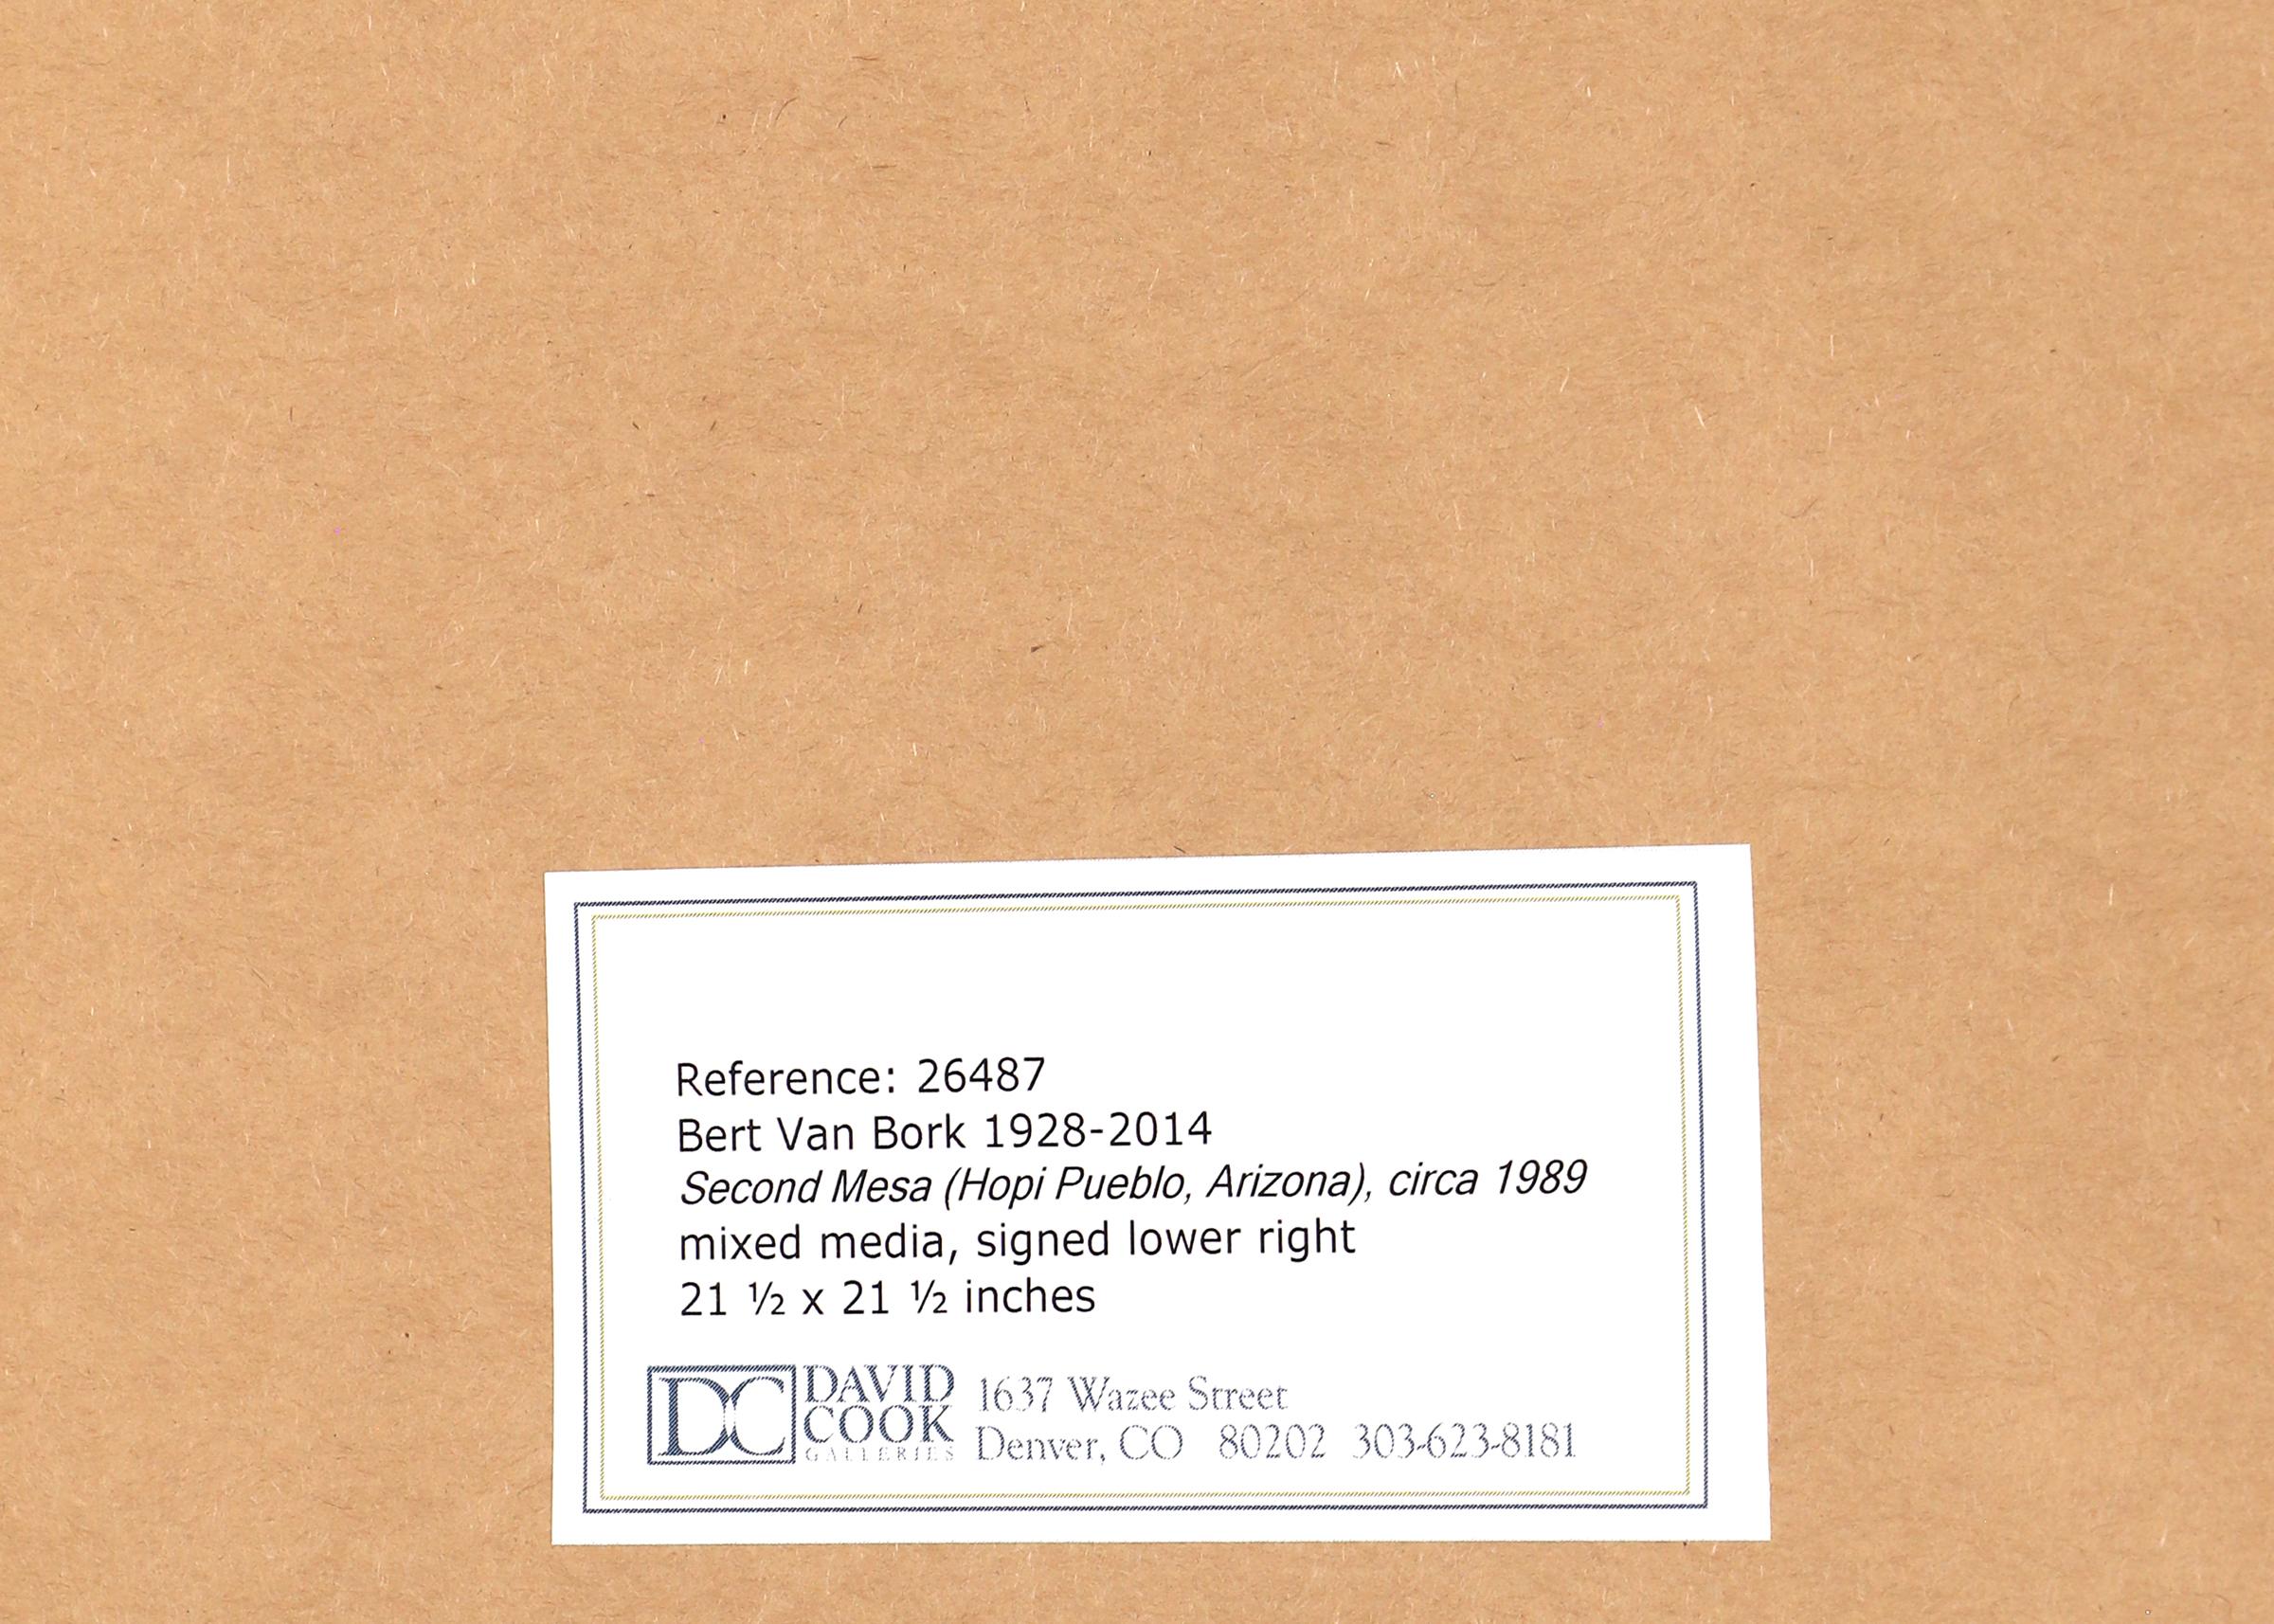 Reference: 26487
Bert Van Bork 1928-2014
Second Mesa (Hopi Pueblo, Arizona), circa 1989
mixed media, signed lower right
21 ½ x 21 ½ inches
DC DAVID COOK GALLERIES
1637 Wazee Street
Denver, CO 80202 303-623-8181